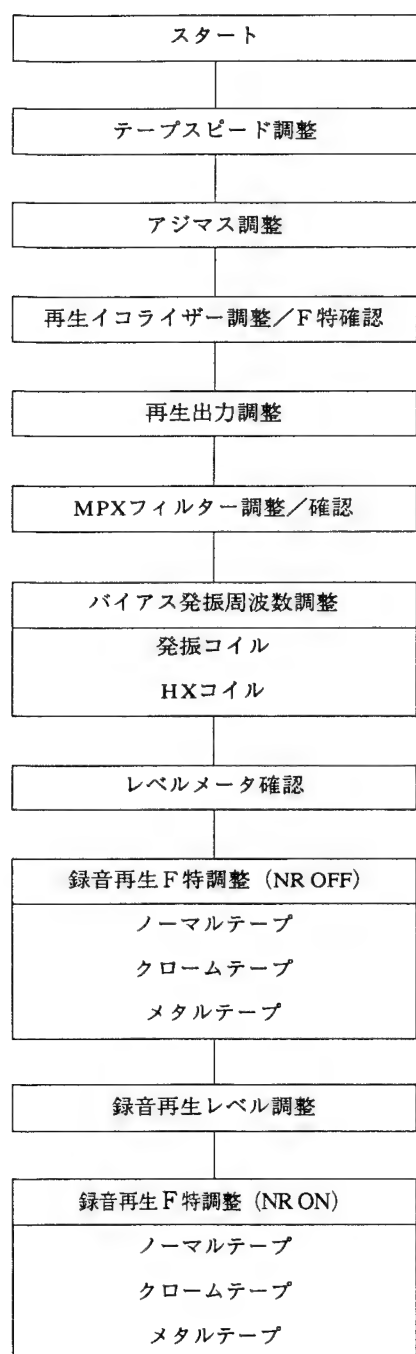 スタート
テープスピード調整
アジマス調整
再生イコライザー調整／F特確認
再生出力調整
MPXフィルター調整／確認
バイアス発振周波数調整
発振コイル
HXコイル
レベルメータ確認
録音再生F特調整（NR OFF）
ノーマルテープ
クロームテープ
メタルテープ
録音再生レベル調整
録音再生F特調整（NR ON）
ノーマルテープ
クロームテープ
メタルテープ